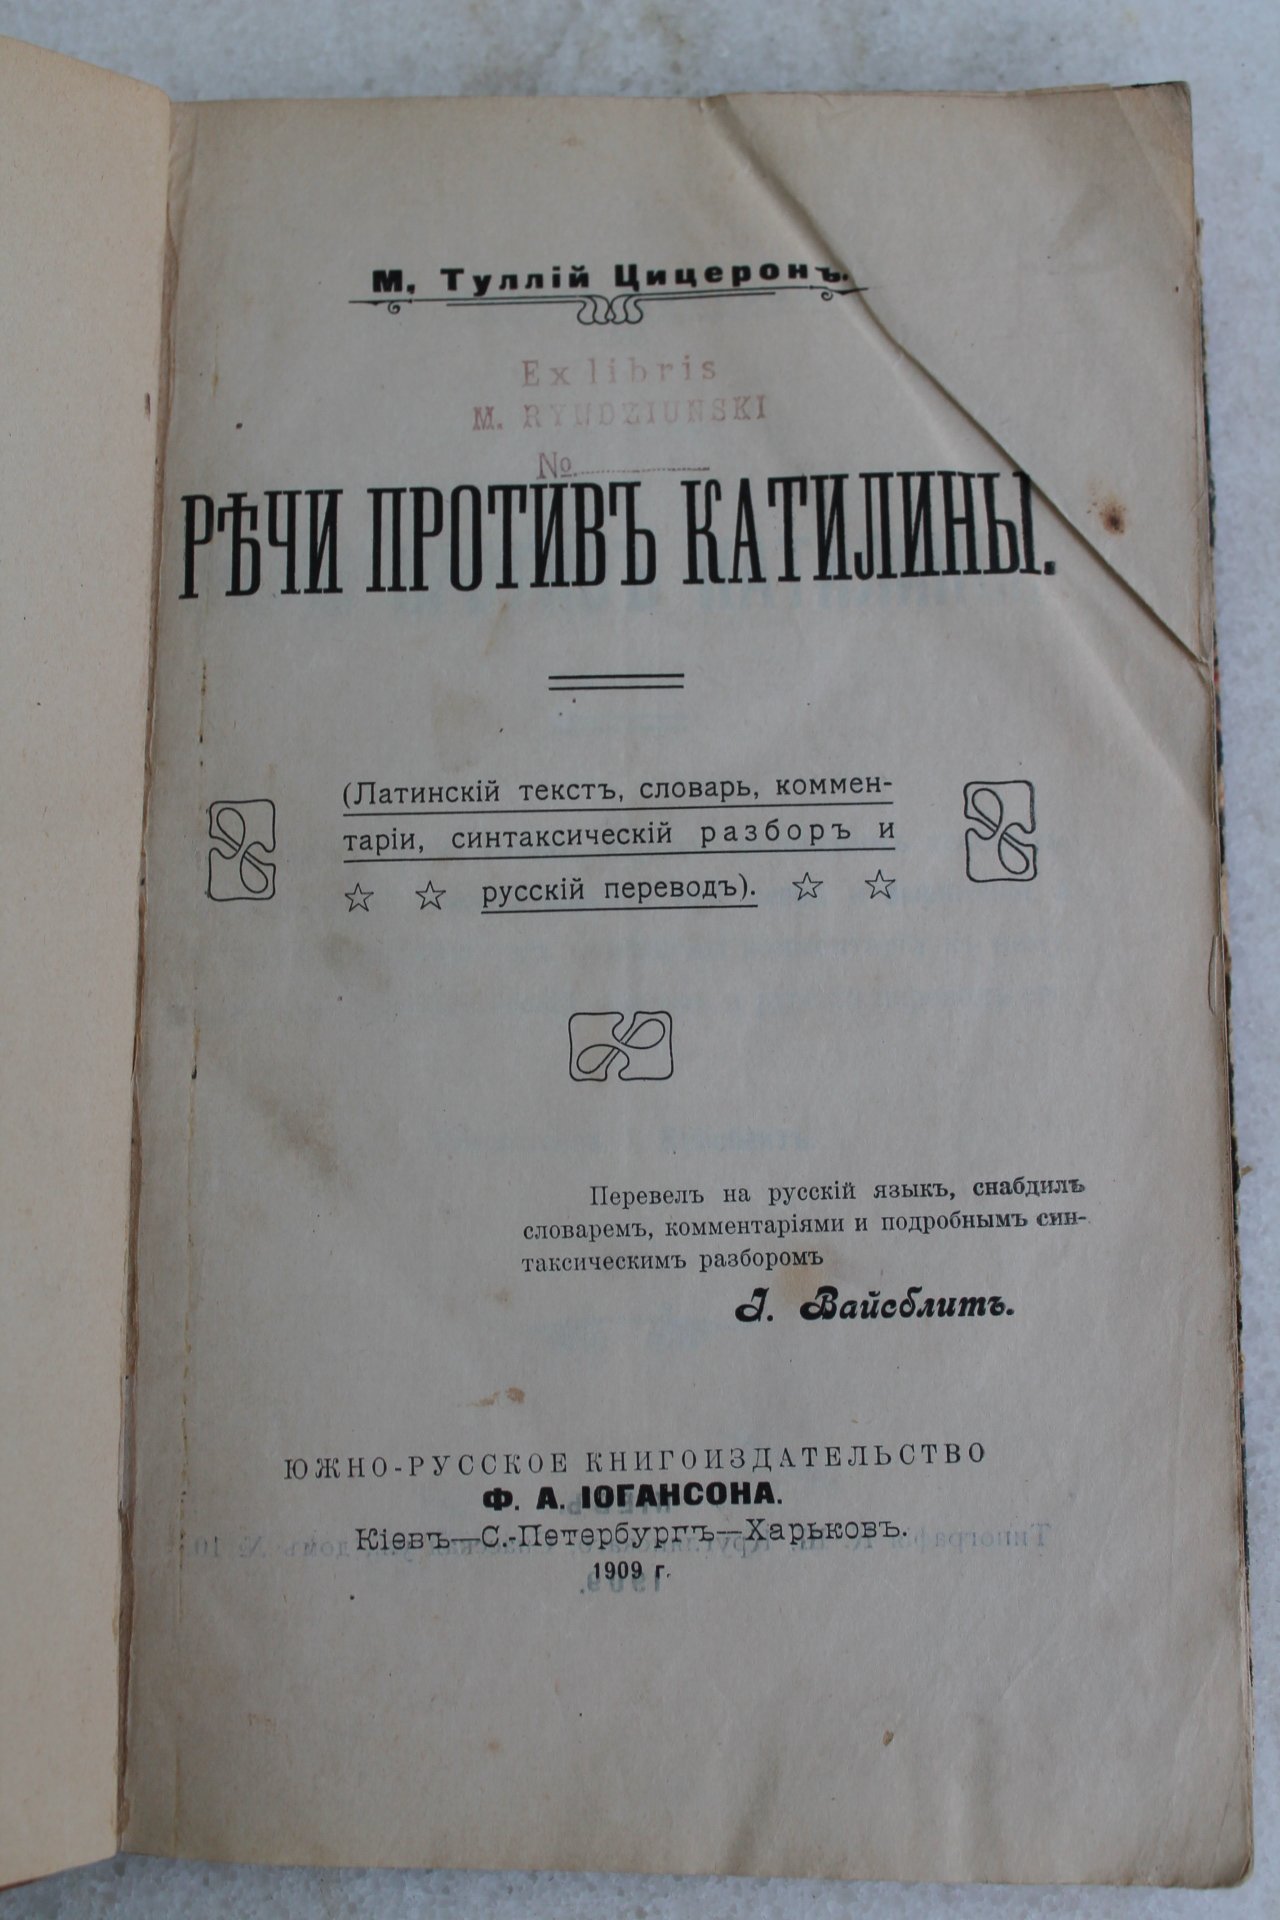 М. Туллій Цицеронъ.
Ex libris
M. RYNDZIUNSKI
№
РѢЧИ ПРОТИВЪ КАТИЛИНЫ.
(Латинскій текстъ, словарь, коммен-
таріи, синтаксическій разборъ и
русскій переводъ).
Перевелъ на русскій языкъ, снабдилъ
словаремъ, комментаріями и подробнымъ син-
таксическимъ разборомъ
І. Вайсблитъ.
ЮЖНО-РУССКОЕ КНИГОИЗДАТЕЛЬСТВО
Ф. А. ІОГАНСОНА.
Кіевъ—С.-Петербургъ—Харьковъ.
1909 г.